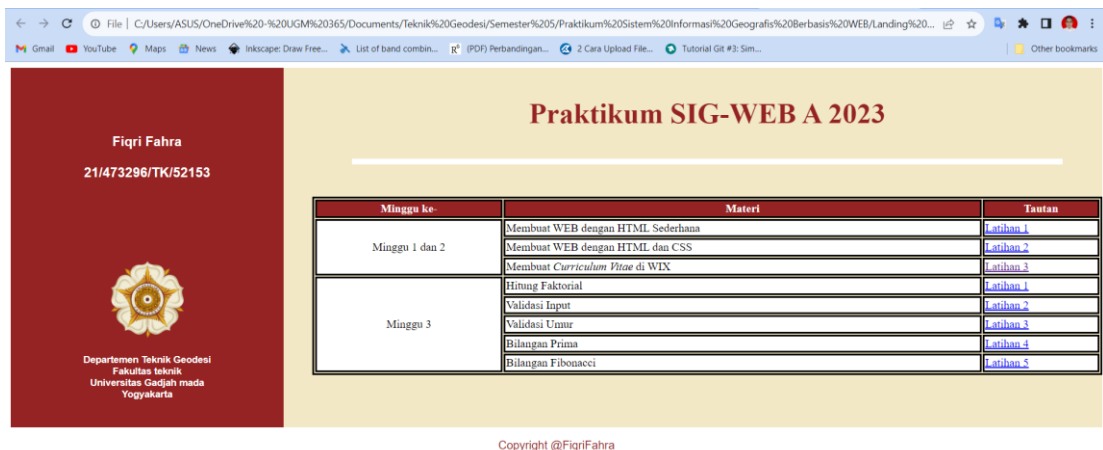 File | C:/Users/ASUS/OneDrive%20-%20UGM%20365/Documents/Teknik%20Geodesi/Semester%205/Praktikum%20Sistem%20Informasi%20Geografis%20Berbasis%20WEB/Landing%20...
Gmail YouTube Maps News Inkscape: Draw Free... List of band combin... R⁶ (PDF) Perbandingan... 2 Cara Upload File... Tutorial Git #3: Sim... Other bookmarks
Praktikum SIG-WEB A 2023
Fiqri Fahra
21/473296/TK/52153
Minggu ke- Materi Tautan
Minggu 1 dan 2
Membuat WEB dengan HTML Sederhana Latihan 1
Membuat WEB dengan HTML dan CSS Latihan 2
Membuat Curriculum Vitae di WIX Latihan 3
Minggu 3
Hitung Faktorial Latihan 1
Validasi Input Latihan 2
Validasi Umur Latihan 3
Bilangan Prima Latihan 4
Bilangan Fibonacci Latihan 5
Departemen Teknik Geodesi
Fakultas teknik
Universitas Gadjah mada
Yogyakarta
Copyright @FiqriFahra